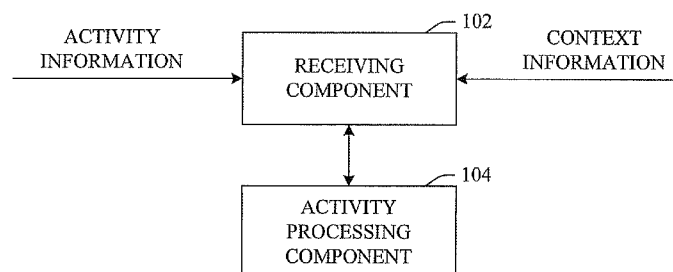 102
ACTIVITY
INFORMATION
RECEIVING
COMPONENT
CONTEXT
INFORMATION
104
ACTIVITY
PROCESSING
COMPONENT